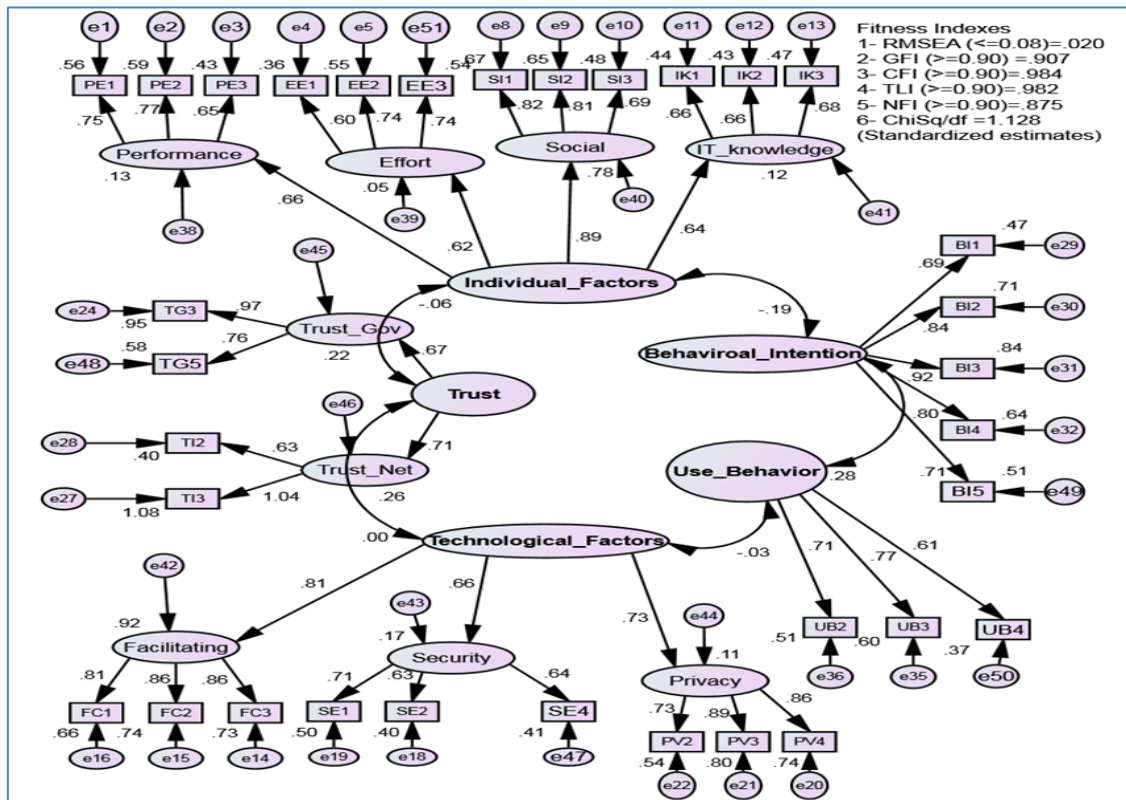 e1 e2 e3 e4 e5 e51 e8 e9 e10 e11 e12 e13
Fitness Indexes
1- RMSEA (<=0.08)=.020
2- GFI (>=0.90) =.907
3- CFI (>=0.90)=.984
4- TLI (>=0.90)=.982
5- NFI (>=0.90)=.875
6- ChiSq/df =1.128
(Standardized estimates)
.56 .59 .43 .36 .55 .54 .67 .65 .48 .44 .43 .47
PE1 PE2 PE3 EE1 EE2 EE3 SI1 SI2 SI3 IK1 IK2 IK3
.75 .77 .65 .60 .74 .74 .82 .81 .69 .66 .66 .68
Performance Effort Social IT_knowledge
.13 .05 .78 .12
e38 e39 e40 e41
.66 .62 .89 .64
e45
Individual_Factors
-.06 -.19
.47
BI1 e29
.69
.71
BI2 e30
.84
.84
BI3 e31
.92
.64
BI4 e32
.80
.51
BI5 e49
.71
Behaviroal_Intention
e24 TG3 .97
.95
Trust_Gov
.22
.76
.58
e48 TG5
.67
Trust
e46
.71
e28 TI2 .63
.40
Trust_Net
.26
e27 TI3 1.04
1.08
Use_Behavior
.28
.00
Technological_Factors
-.03
.71 .77 .61
UB2 UB3 UB4
.51 .60 .37
e36 e35 e50
e42 .81 .66 .73
e43 e44
.92 .17 .11
Facilitating Security Privacy
.81 .86 .86 .71 .63 .64 .73 .89 .86
FC1 FC2 FC3 SE1 SE2 SE4 PV2 PV3 PV4
.66 .74 .73 .50 .40 .41 .54 .80 .74
e16 e15 e14 e19 e18 e47 e22 e21 e20